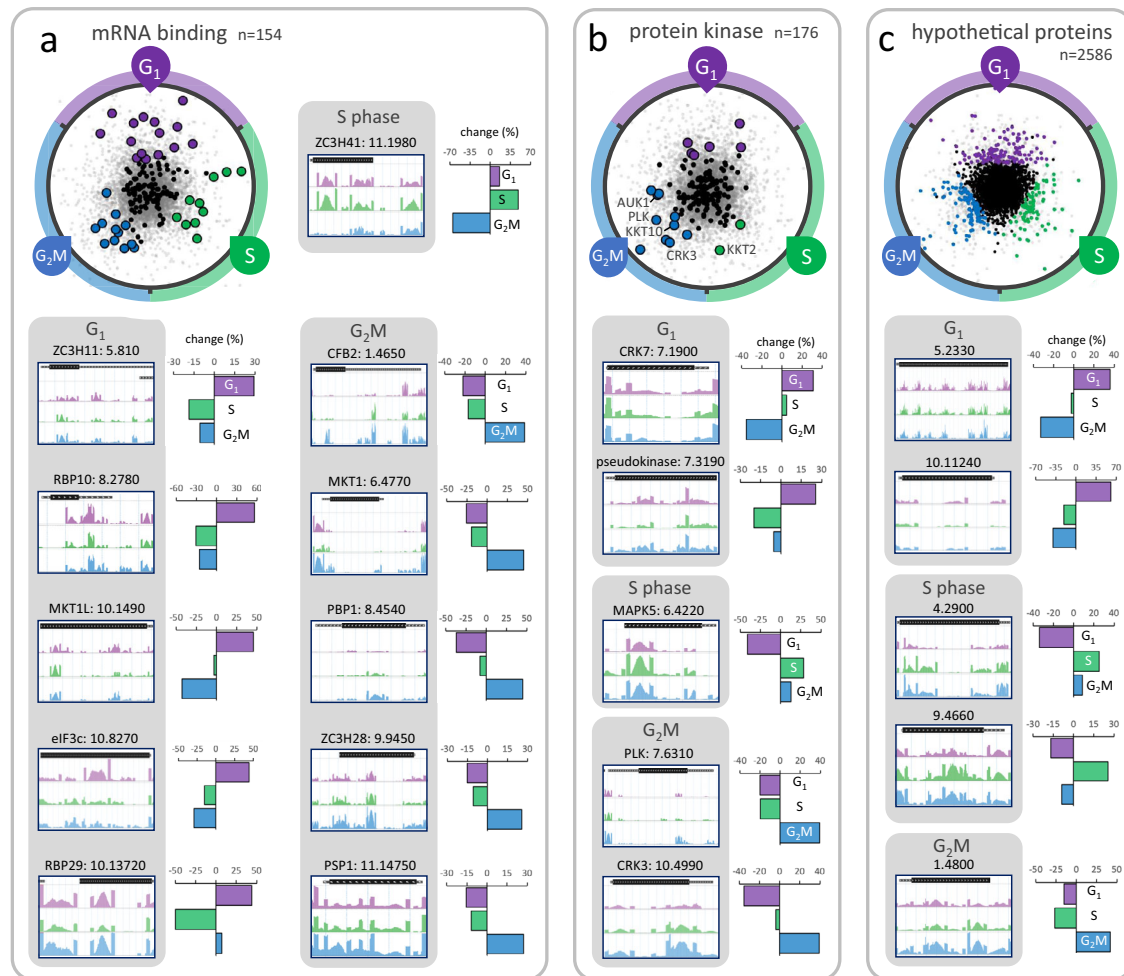 a
mRNA binding n=154
G1
G2M
S
S phase
ZC3H41: 11.1980
change (%)
-70 -35 0 35 70
G1
S
G2M
G1
ZC3H11: 5.810
change (%)
-30 -15 0 15 30
G1
S
G2M
RBP10: 8.2780
-60 -30 0 30 60
MKT1L: 10.1490
-50 -25 0 25 50
eIF3c: 10.8270
-50 -25 0 25 50
RBP29: 10.13720
-50 -25 0 25 50
G2M
CFB2: 1.4650
change (%)
-40 -20 0 20 40
G1
S
G2M
MKT1: 6.4770
-50 -25 0 25 50
PBP1: 8.4540
-50 -25 0 25 50
ZC3H28: 9.9450
-30 -15 0 15 30
PSP1: 11.14750
-30 -15 0 15 30
b
protein kinase n=176
G1
AUK1
PLK
KKT10
CRK3
KKT2
G2M
S
G1
CRK7: 7.1900
change (%)
-40 -20 0 20 40
G1
S
G2M
pseudokinase: 7.3190
-30 -15 0 15 30
S phase
MAPK5: 6.4220
change (%)
-50 -25 0 25 50
G1
S
G2M
G2M
PLK: 7.6310
change (%)
-40 -20 0 20 40
G1
S
G2M
CRK3: 10.4990
-40 -20 0 20 40
c
hypothetical proteins
n=2586
G1
G2M
S
G1
5.2330
change (%)
-40 -20 0 20 40
G1
S
G2M
10.11240
-70 -35 0 35 70
S phase
4.2900
change (%)
-40 -20 0 20 40
G1
S
G2M
9.4660
-30 -15 0 15 30
G2M
1.4800
change (%)
-50 -25 0 25 50
G1
S
G2M